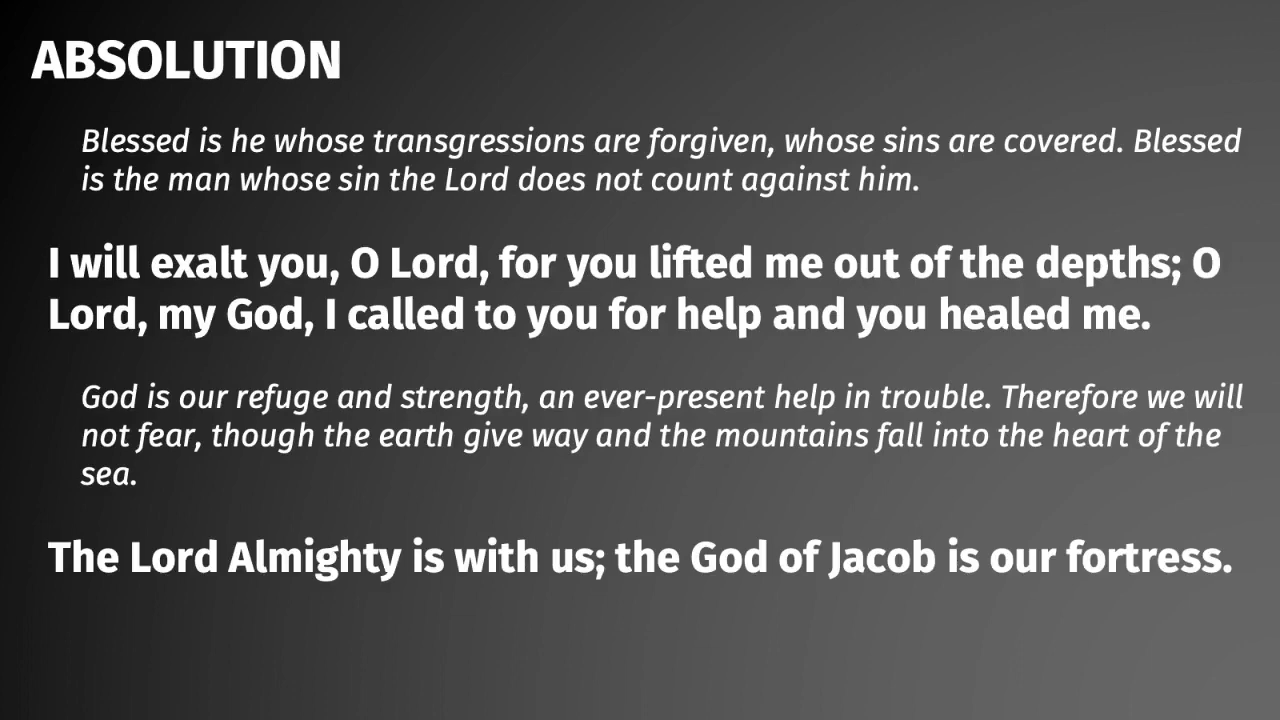 ABSOLUTION
Blessed is he whose transgressions are forgiven, whose sins are covered. Blessed
is the man whose sin the Lord does not count against him.
I will exalt you, O Lord, for you lifted me out of the depths; O
Lord, my God, I called to you for help and you healed me.
God is our refuge and strength, an ever-present help in trouble. Therefore we will
not fear, though the earth give way and the mountains fall into the heart of the
sea.
The Lord Almighty is with us; the God of Jacob is our fortress.